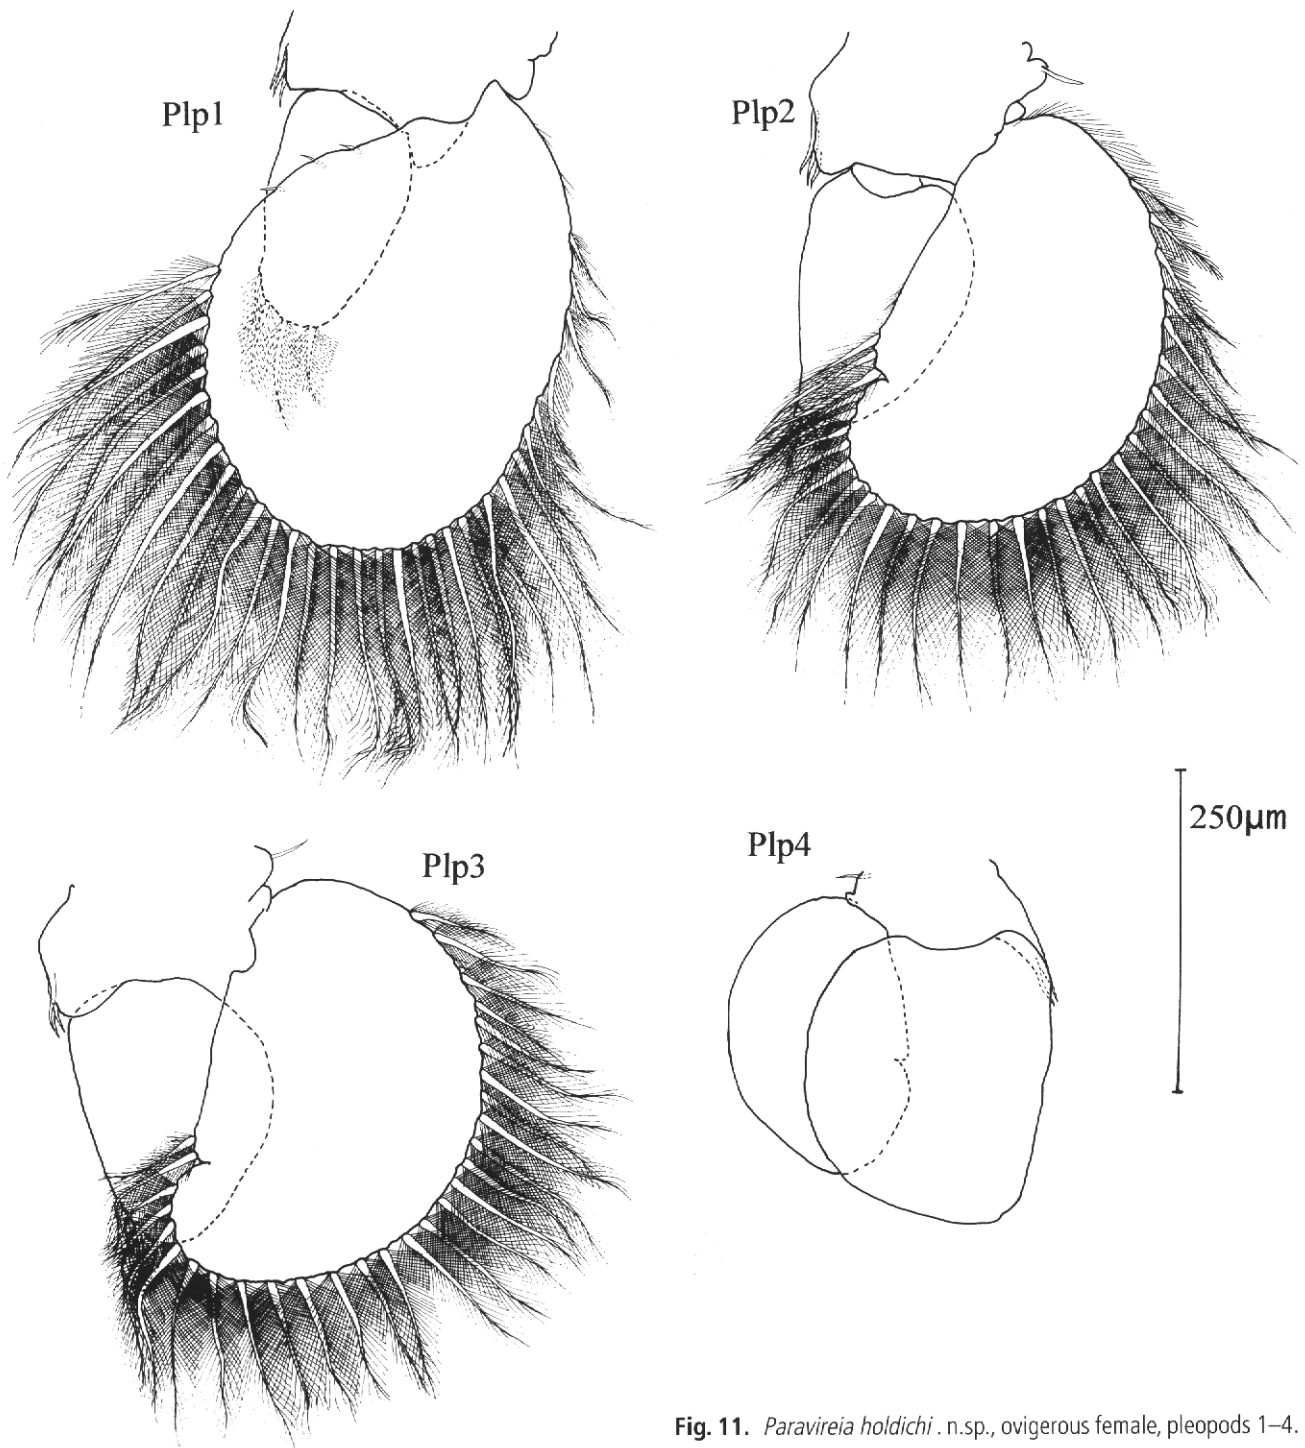 Plp1
Plp2
250µm
Plp3
Plp4
Fig. 11. Paravireia holdichi . n.sp., ovigerous female, pleopods 1–4.